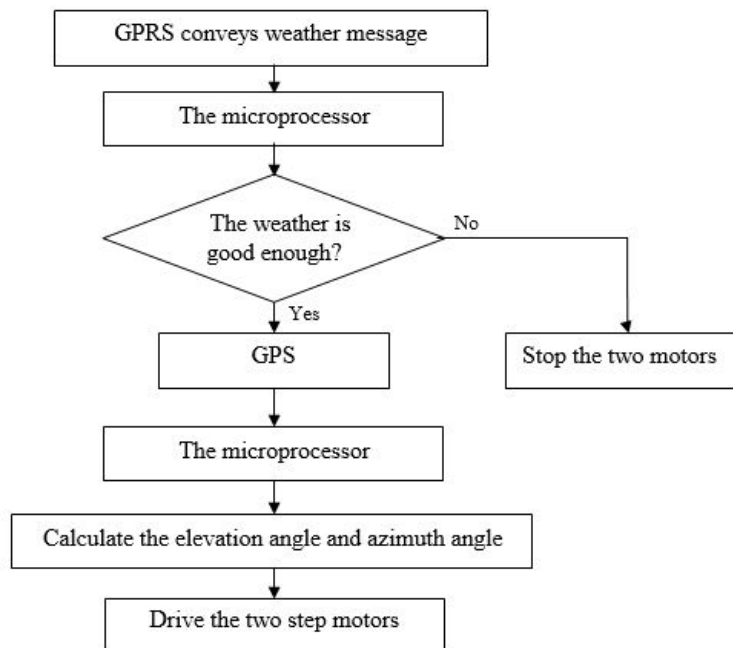 GPRS conveys weather message
The microprocessor
The weather is
good enough?
No
Yes
GPS
Stop the two motors
The microprocessor
Calculate the elevation angle and azimuth angle
Drive the two step motors